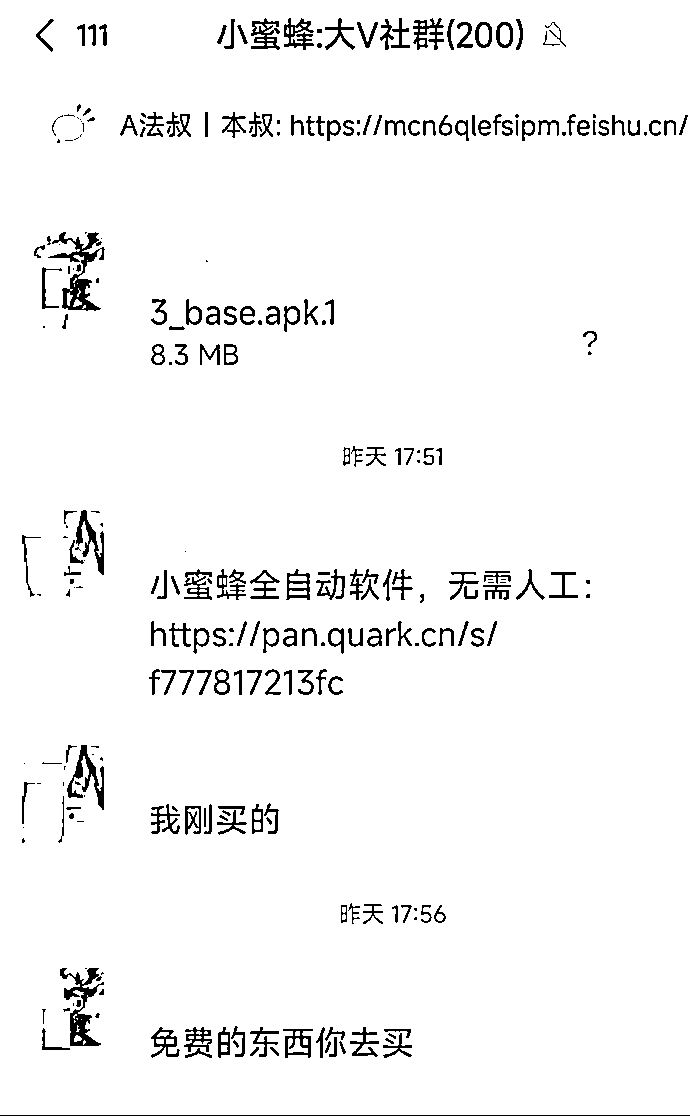 111
小蜜蜂:大V社群(200)
A法叔丨本叔: https://mcn6qlefsipm.feishu.cn/
3_base.apk.1
8.3 MB
?
昨天 17:51
小蜜蜂全自动软件，无需人工：
https://pan.quark.cn/s/
f777817213fc
我刚买的
昨天 17:56
免费的东西你去买